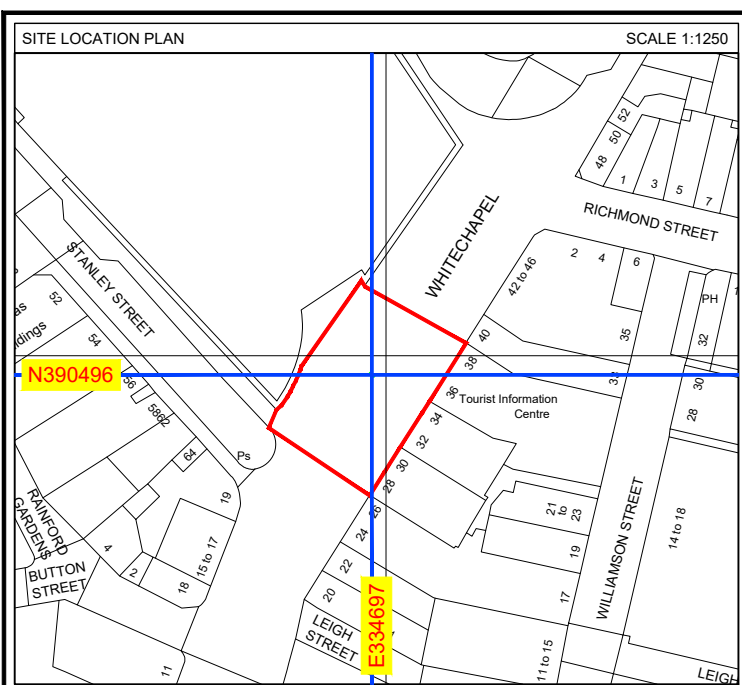 SITE LOCATION PLAN
SCALE 1:1250
52
50
48
1
3
5
7
RICHMOND STREET
WHITECHAPEL
STANLEY STREET
42 to 46
2
4
6
PH
52
54
dings
56
5862
64
Ps
19
N390496
40
38
36
34
32
30
28
26
24
22
20
Tourist Information
Centre
35
32
30
28
21
to
23
19
17
14 to 18
WILLIAMSON STREET
RAINFORD
GARDENS
BUTTON
STREET
4
2
18
15 to 17
11
LEIGH
STREET
E334697
11 to 15
LEIGH